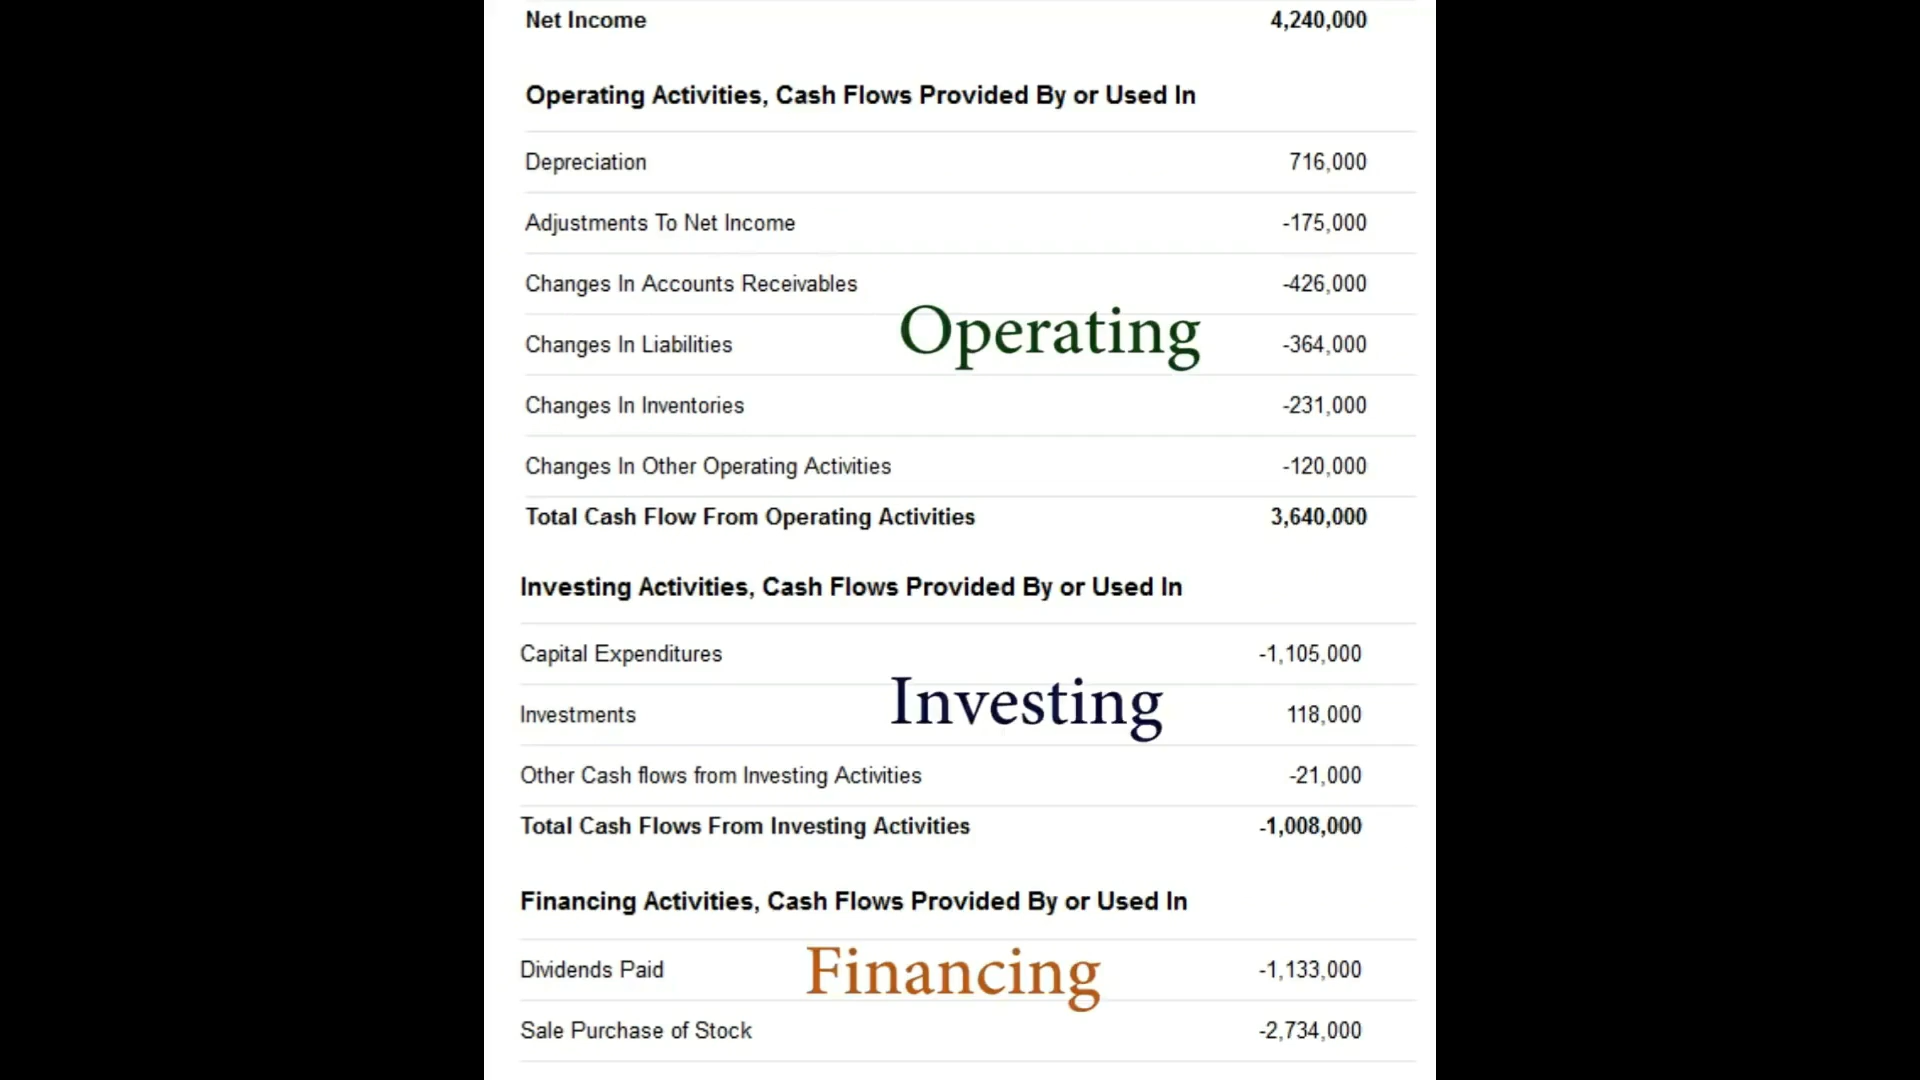 Net Income 4,240,000
Operating Activities, Cash Flows Provided By or Used In
Depreciation 716,000
Adjustments To Net Income -175,000
Changes In Accounts Receivables -426,000
Operating
Changes In Liabilities -364,000
Changes In Inventories -231,000
Changes In Other Operating Activities -120,000
Total Cash Flow From Operating Activities 3,640,000
Investing Activities, Cash Flows Provided By or Used In
Capital Expenditures -1,105,000
Investing
Investments 118,000
Other Cash flows from Investing Activities -21,000
Total Cash Flows From Investing Activities -1,008,000
Financing Activities, Cash Flows Provided By or Used In
Dividends Paid -1,133,000
Financing
Sale Purchase of Stock -2,734,000